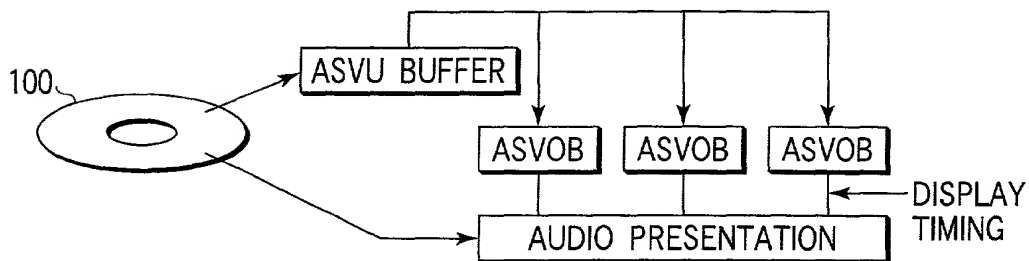 100
ASVU BUFFER
ASVOB
ASVOB
ASVOB
DISPLAY
TIMING
AUDIO PRESENTATION